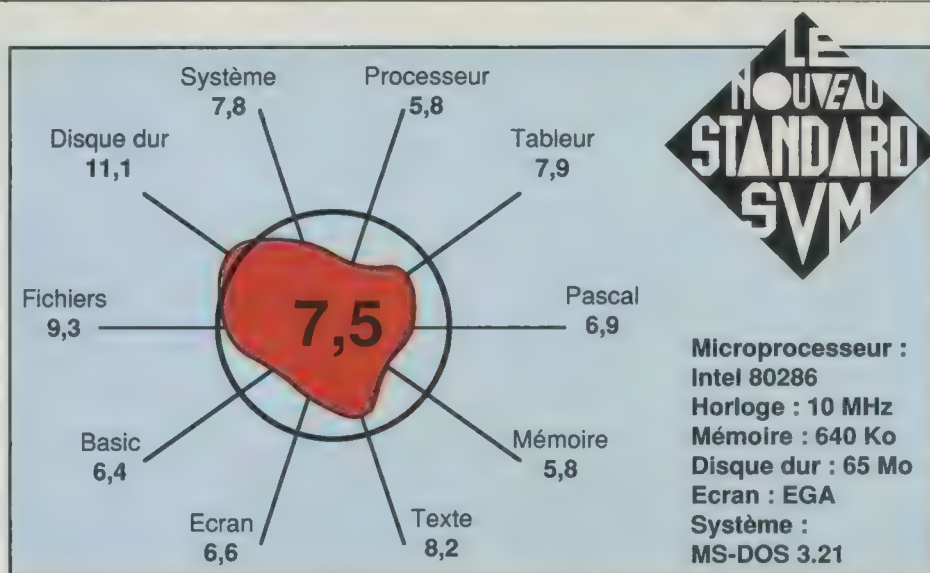 LE
NOUVEAU
STANDARD
SVM
Système
7,8
Processeur
5,8
Disque dur
11,1
Tableur
7,9
Fichiers
9,3
7,5
Pascal
6,9
Basic
6,4
Mémoire
5,8
Ecran
6,6
Texte
8,2
Microprocesseur :
Intel 80286
Horloge : 10 MHz
Mémoire : 640 Ko
Disque dur : 65 Mo
Ecran : EGA
Système :
MS-DOS 3.21